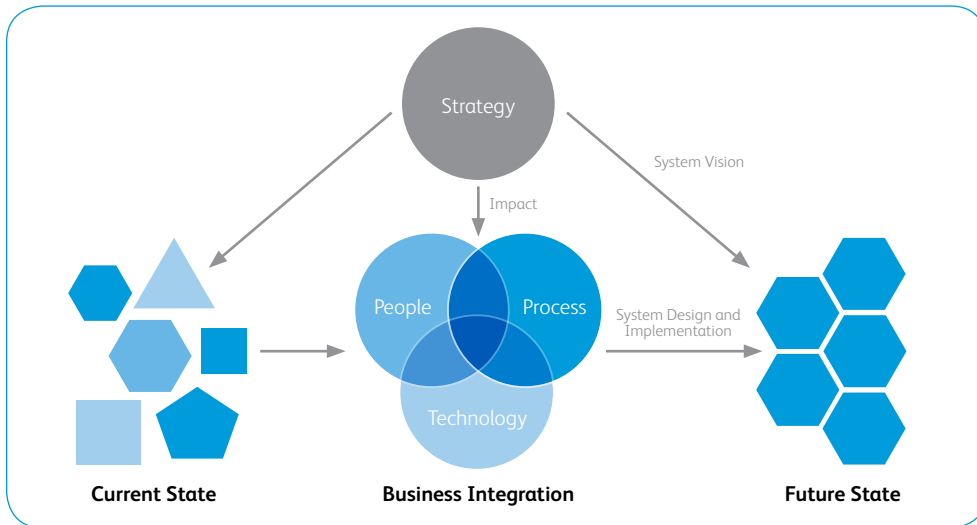 Strategy
System Vision
Impact
People
Process
System Design and
Implementation
Technology
Current State
Business Integration
Future State